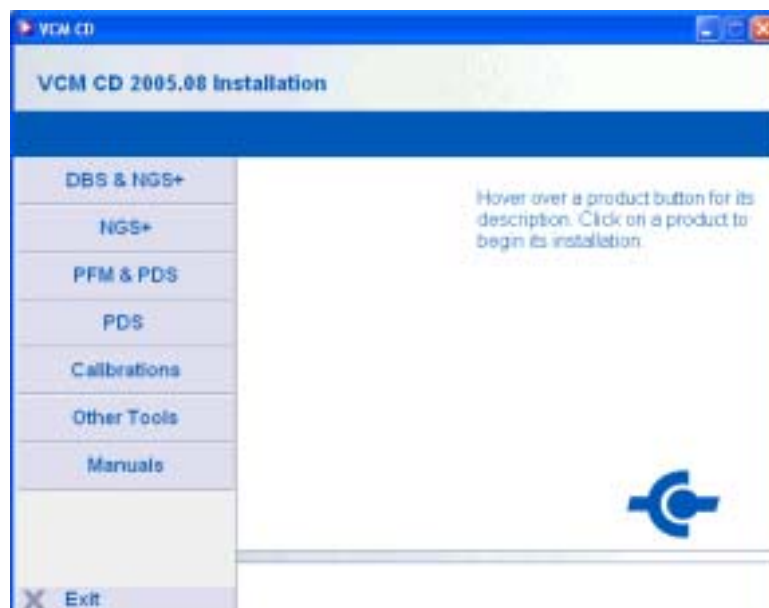 VCM CD
VCM CD 2005.08 Installation
DBS & NGS+
NGS+
PFM & PDS
PDS
Calibrations
Other Tools
Manuals
Exit
Hover over a product button for its
description. Click on a product to
begin its installation.